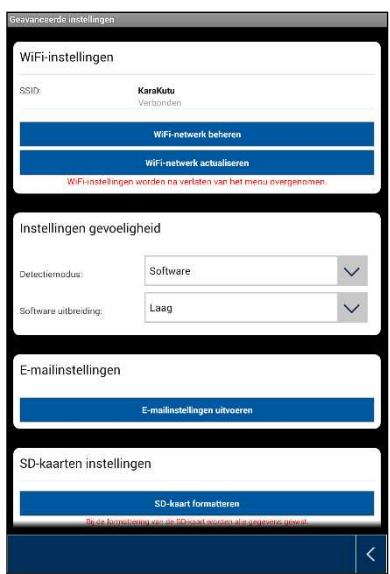 Geavanceerde instellingen
WiFi-instellingen
SSID: KaraKutu
Verbonden
WiFi-netwerk beheren
WiFi-netwerk actualiseren
WiFi-instellingen worden na verlaten van het menu overgenomen.
Instellingen gevoeligheid
Detectiemodus: Software
Software uitbreiding: Laag
E-mailinstellingen
E-mailinstellingen uitvoeren
SD-kaarten instellingen
SD-kaart formatteren
Bij de formattering van de SD-kaart worden alle gegevens gewist.